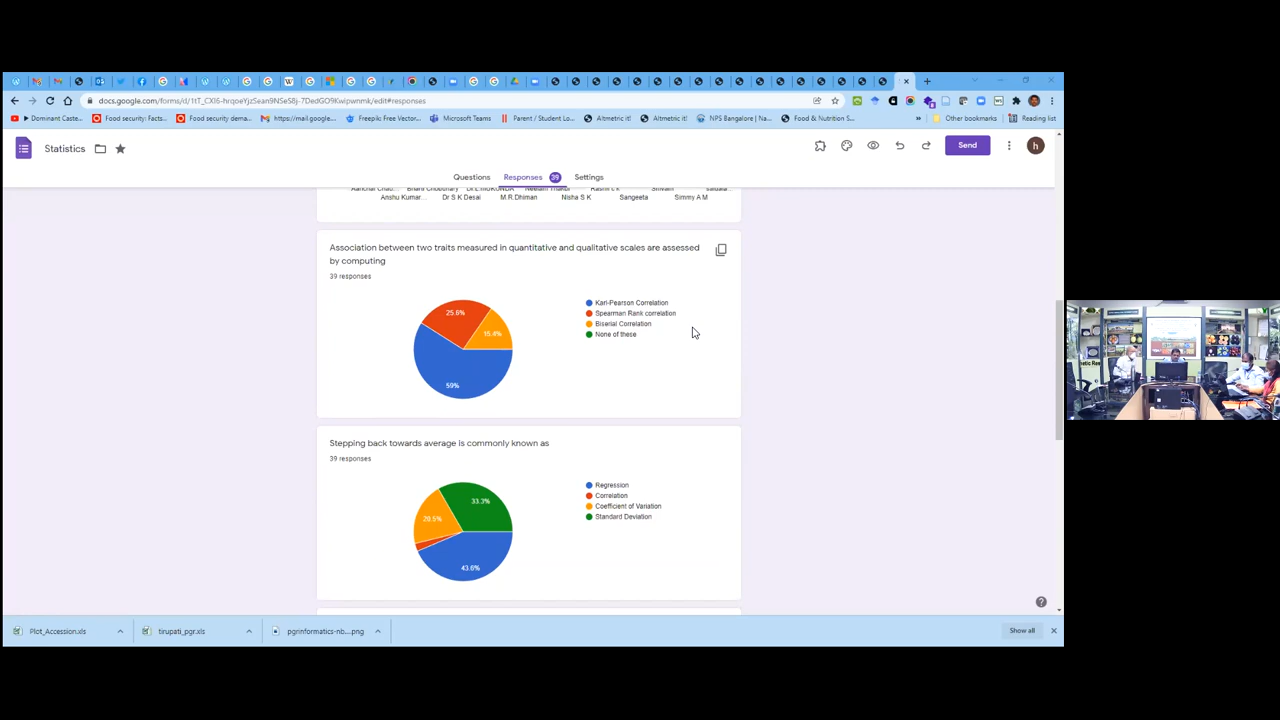 docs.google.com/forms/d/
Dominant Caste...
Food security: Facts...
Food security dema...
https://mail.google...
Freepik: Free Vector...
Microsoft Teams
Parent / Student Lo...
Altmetric it!
Altmetric it!
NPS Bangalore | Na...
Food & Nutrition S...
»
Other bookmarks
Reading list
Statistics
Send
h
Questions
Responses 39
Settings
Anshu Kumar... Dr S K Desai M.R.Dhiman Nisha S K Sangeeta Simmy A M
Association between two traits measured in quantitative and qualitative scales are assessed
by computing
39 responses
25.6%
15.4%
59%
Karl-Pearson Correlation
Spearman Rank correlation
Biserial Correlation
None of these
Stepping back towards average is commonly known as
39 responses
33.3%
20.5%
43.6%
Regression
Correlation
Coefficient of Variation
Standard Deviation
Plot_Accession.xls
tirupati_pgr.xls
pgrinformatics-nb....png
Show all